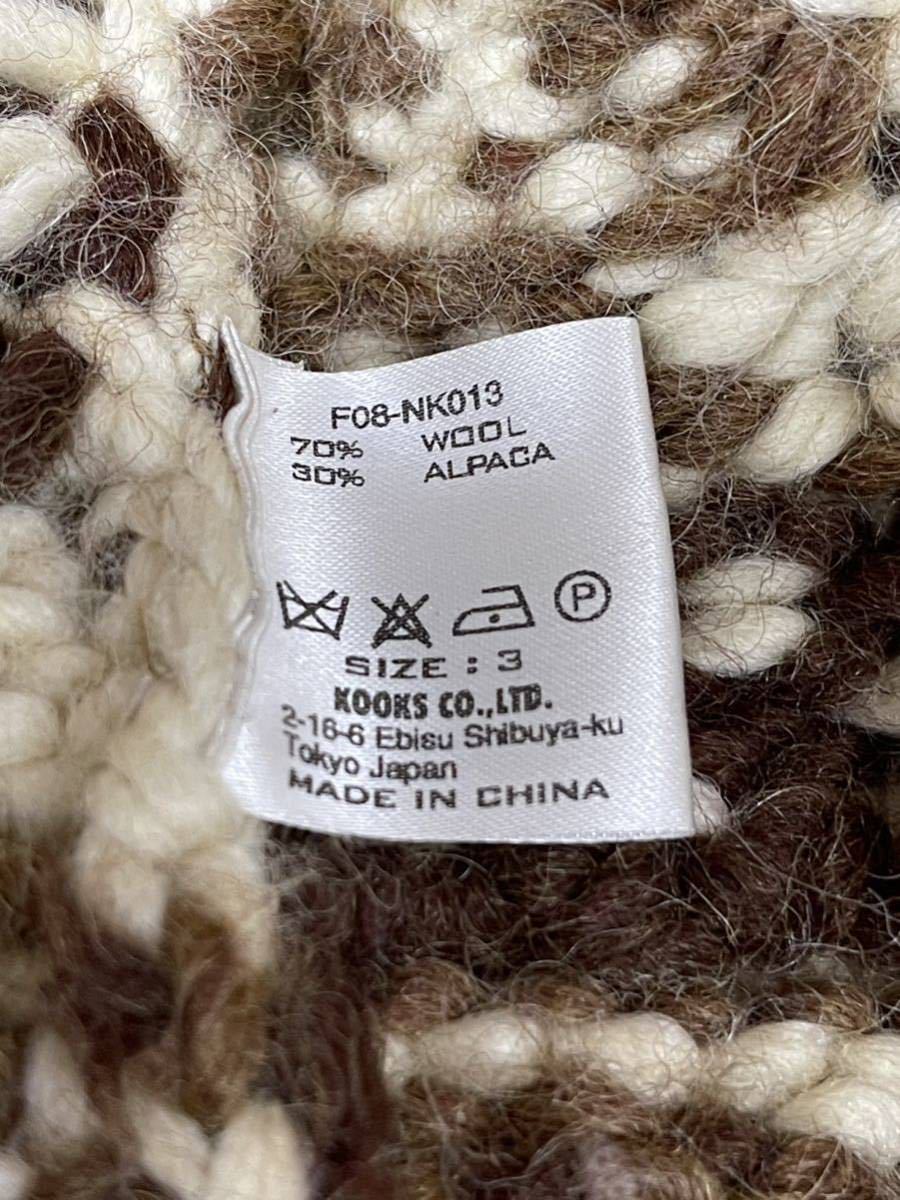 F08-NK013
70% WOOL
30% ALPACA
P
SIZE : 3
KOOKS CO.,LTD.
2-16-6 Ebisu Shibuya-ku
Tokyo Japan
MADE IN CHINA